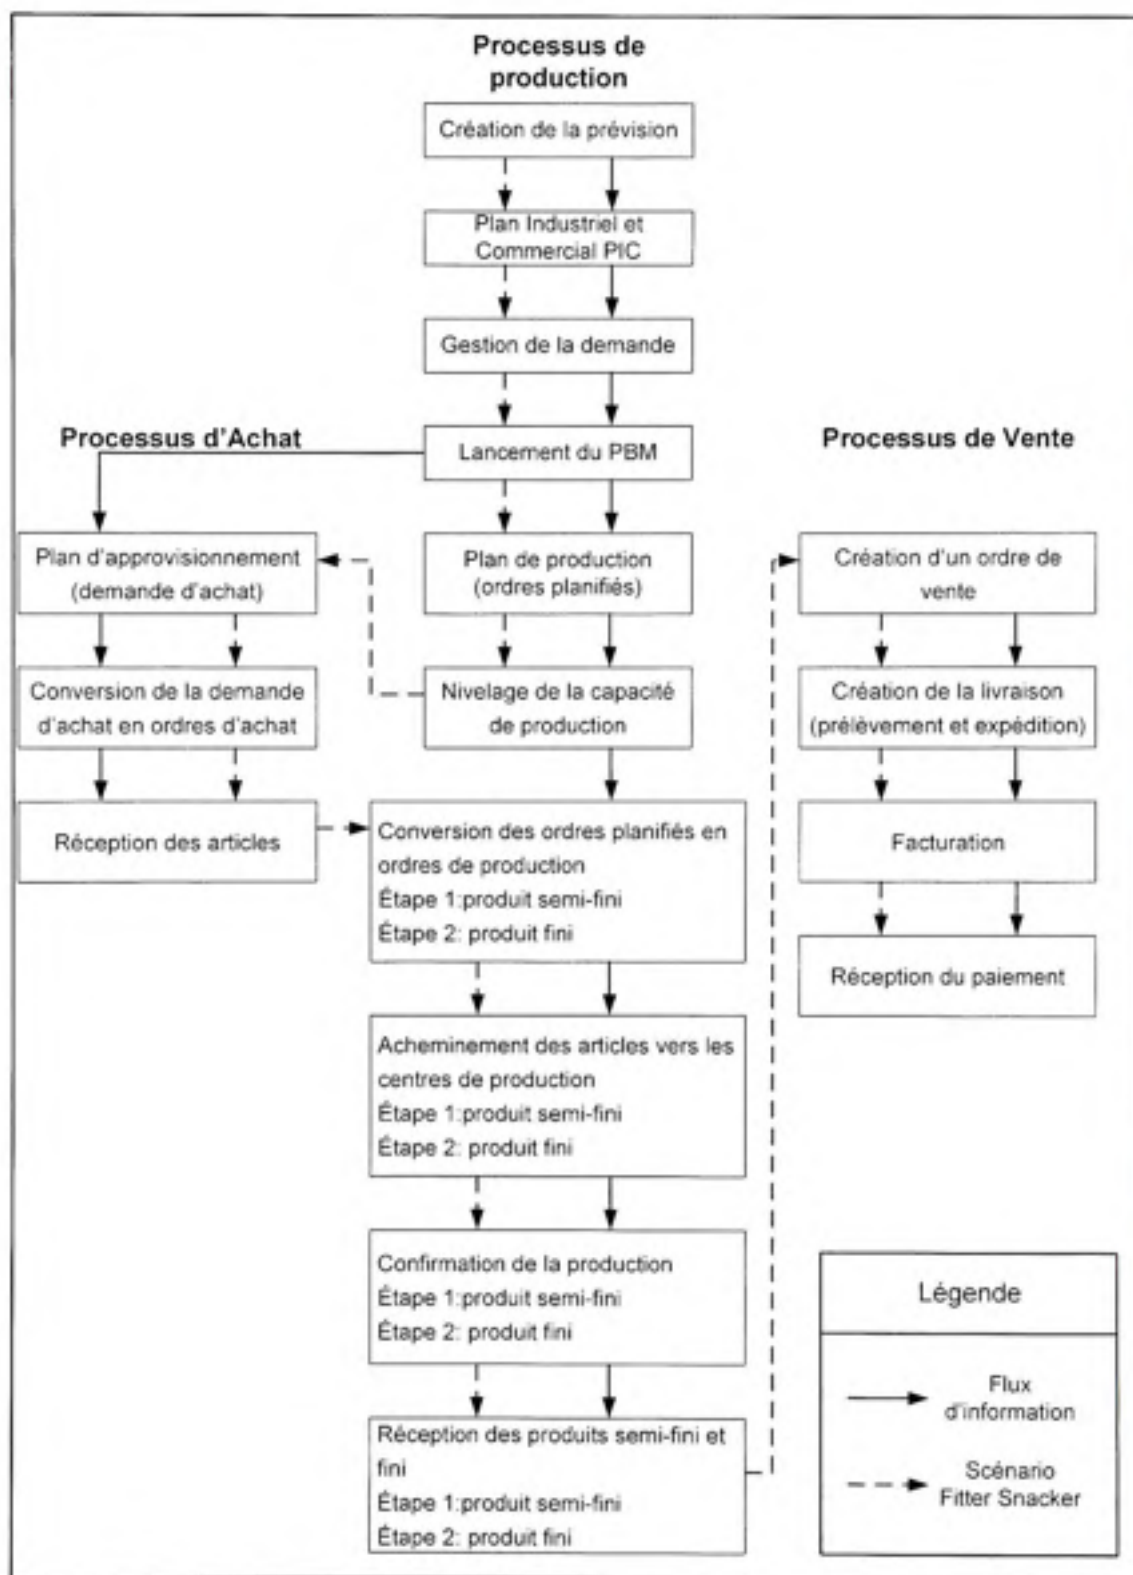 Processus de
production
Création de la prévision
Plan Industriel et
Commercial PIC
Gestion de la demande
Lancement du PBM
Plan de production
(ordres planifiés)
Nivelage de la capacité
de production
Conversion des ordres planifiés en
ordres de production
Étape 1:produit semi-fini
Étape 2: produit fini
Acheminement des articles vers les
centres de production
Étape 1:produit semi-fini
Étape 2: produit fini
Confirmation de la production
Étape 1:produit semi-fini
Étape 2: produit fini
Réception des produits semi-fini et
fini
Étape 1:produit semi-fini
Étape 2: produit fini
Processus d'Achat
Plan d'approvisionnement
(demande d'achat)
Conversion de la demande
d'achat en ordres d'achat
Réception des articles
Processus de Vente
Création d'un ordre de
vente
Création de la livraison
(prélèvement et expédition)
Facturation
Réception du paiement
Légende
Flux
d'information
Scénario
Fitter Snacker